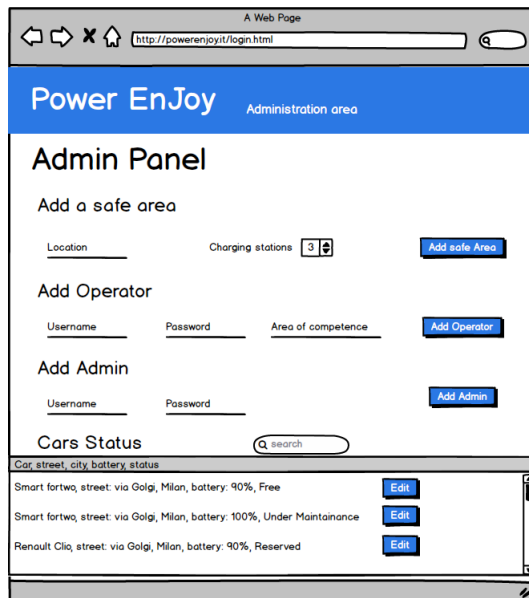 A Web Page
http://powerenjoy.it/login.html
Power EnJoy Administration area
Admin Panel
Add a safe area
Location Charging stations 3 Add safe Area
Add Operator
Username Password Area of competence Add Operator
Add Admin
Username Password Add Admin
Cars Status search
Car, street, city, battery, status
Smart fortwo, street: via Golgi, Milan, battery: 90%, Free Edit
Smart fortwo, street: via Golgi, Milan, battery: 100%, Under Maintainance Edit
Renault Clio, street: via Golgi, Milan, battery: 90%, Reserved Edit